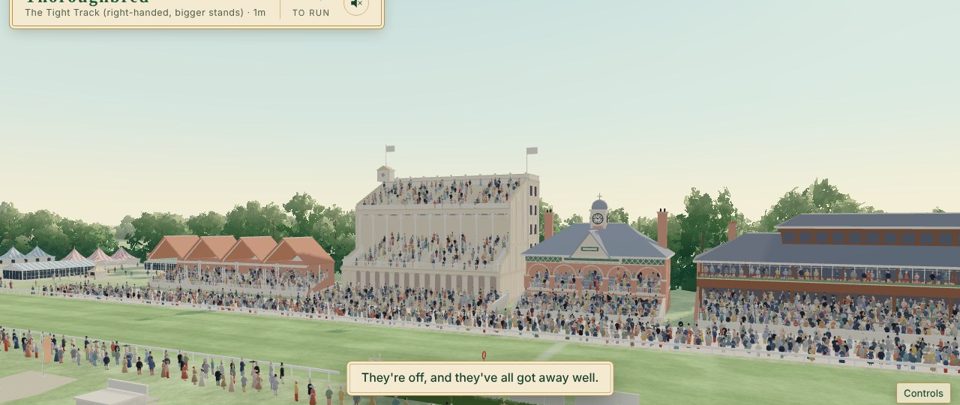 Thoroughbred
The Tight Track (right-handed, bigger stands) · 1m
TO RUN
They're off, and they've all got away well.
Controls